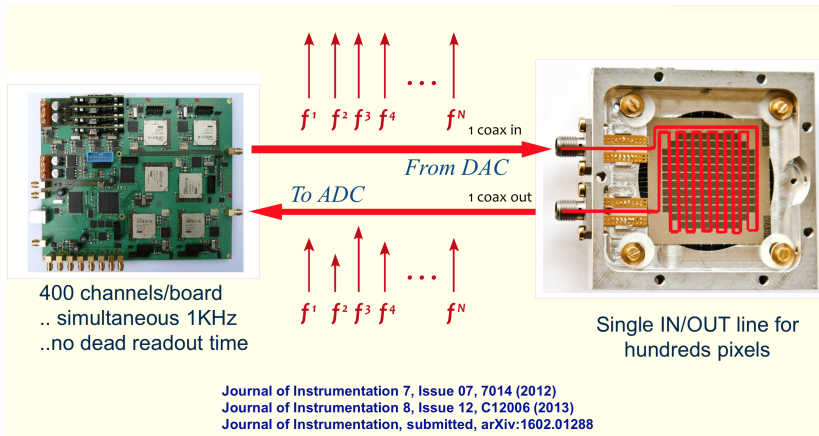 f1 f2 f3 f4 ... fN
1 coax in
From DAC
To ADC
1 coax out
f1 f2 f3 f4 ... fN
400 channels/board
.. simultaneous 1KHz
..no dead readout time
Single IN/OUT line for
hundreds pixels
Journal of Instrumentation 7, Issue 07, 7014 (2012)
Journal of Instrumentation 8, Issue 12, C12006 (2013)
Journal of Instrumentation, submitted, arXiv:1602.01288